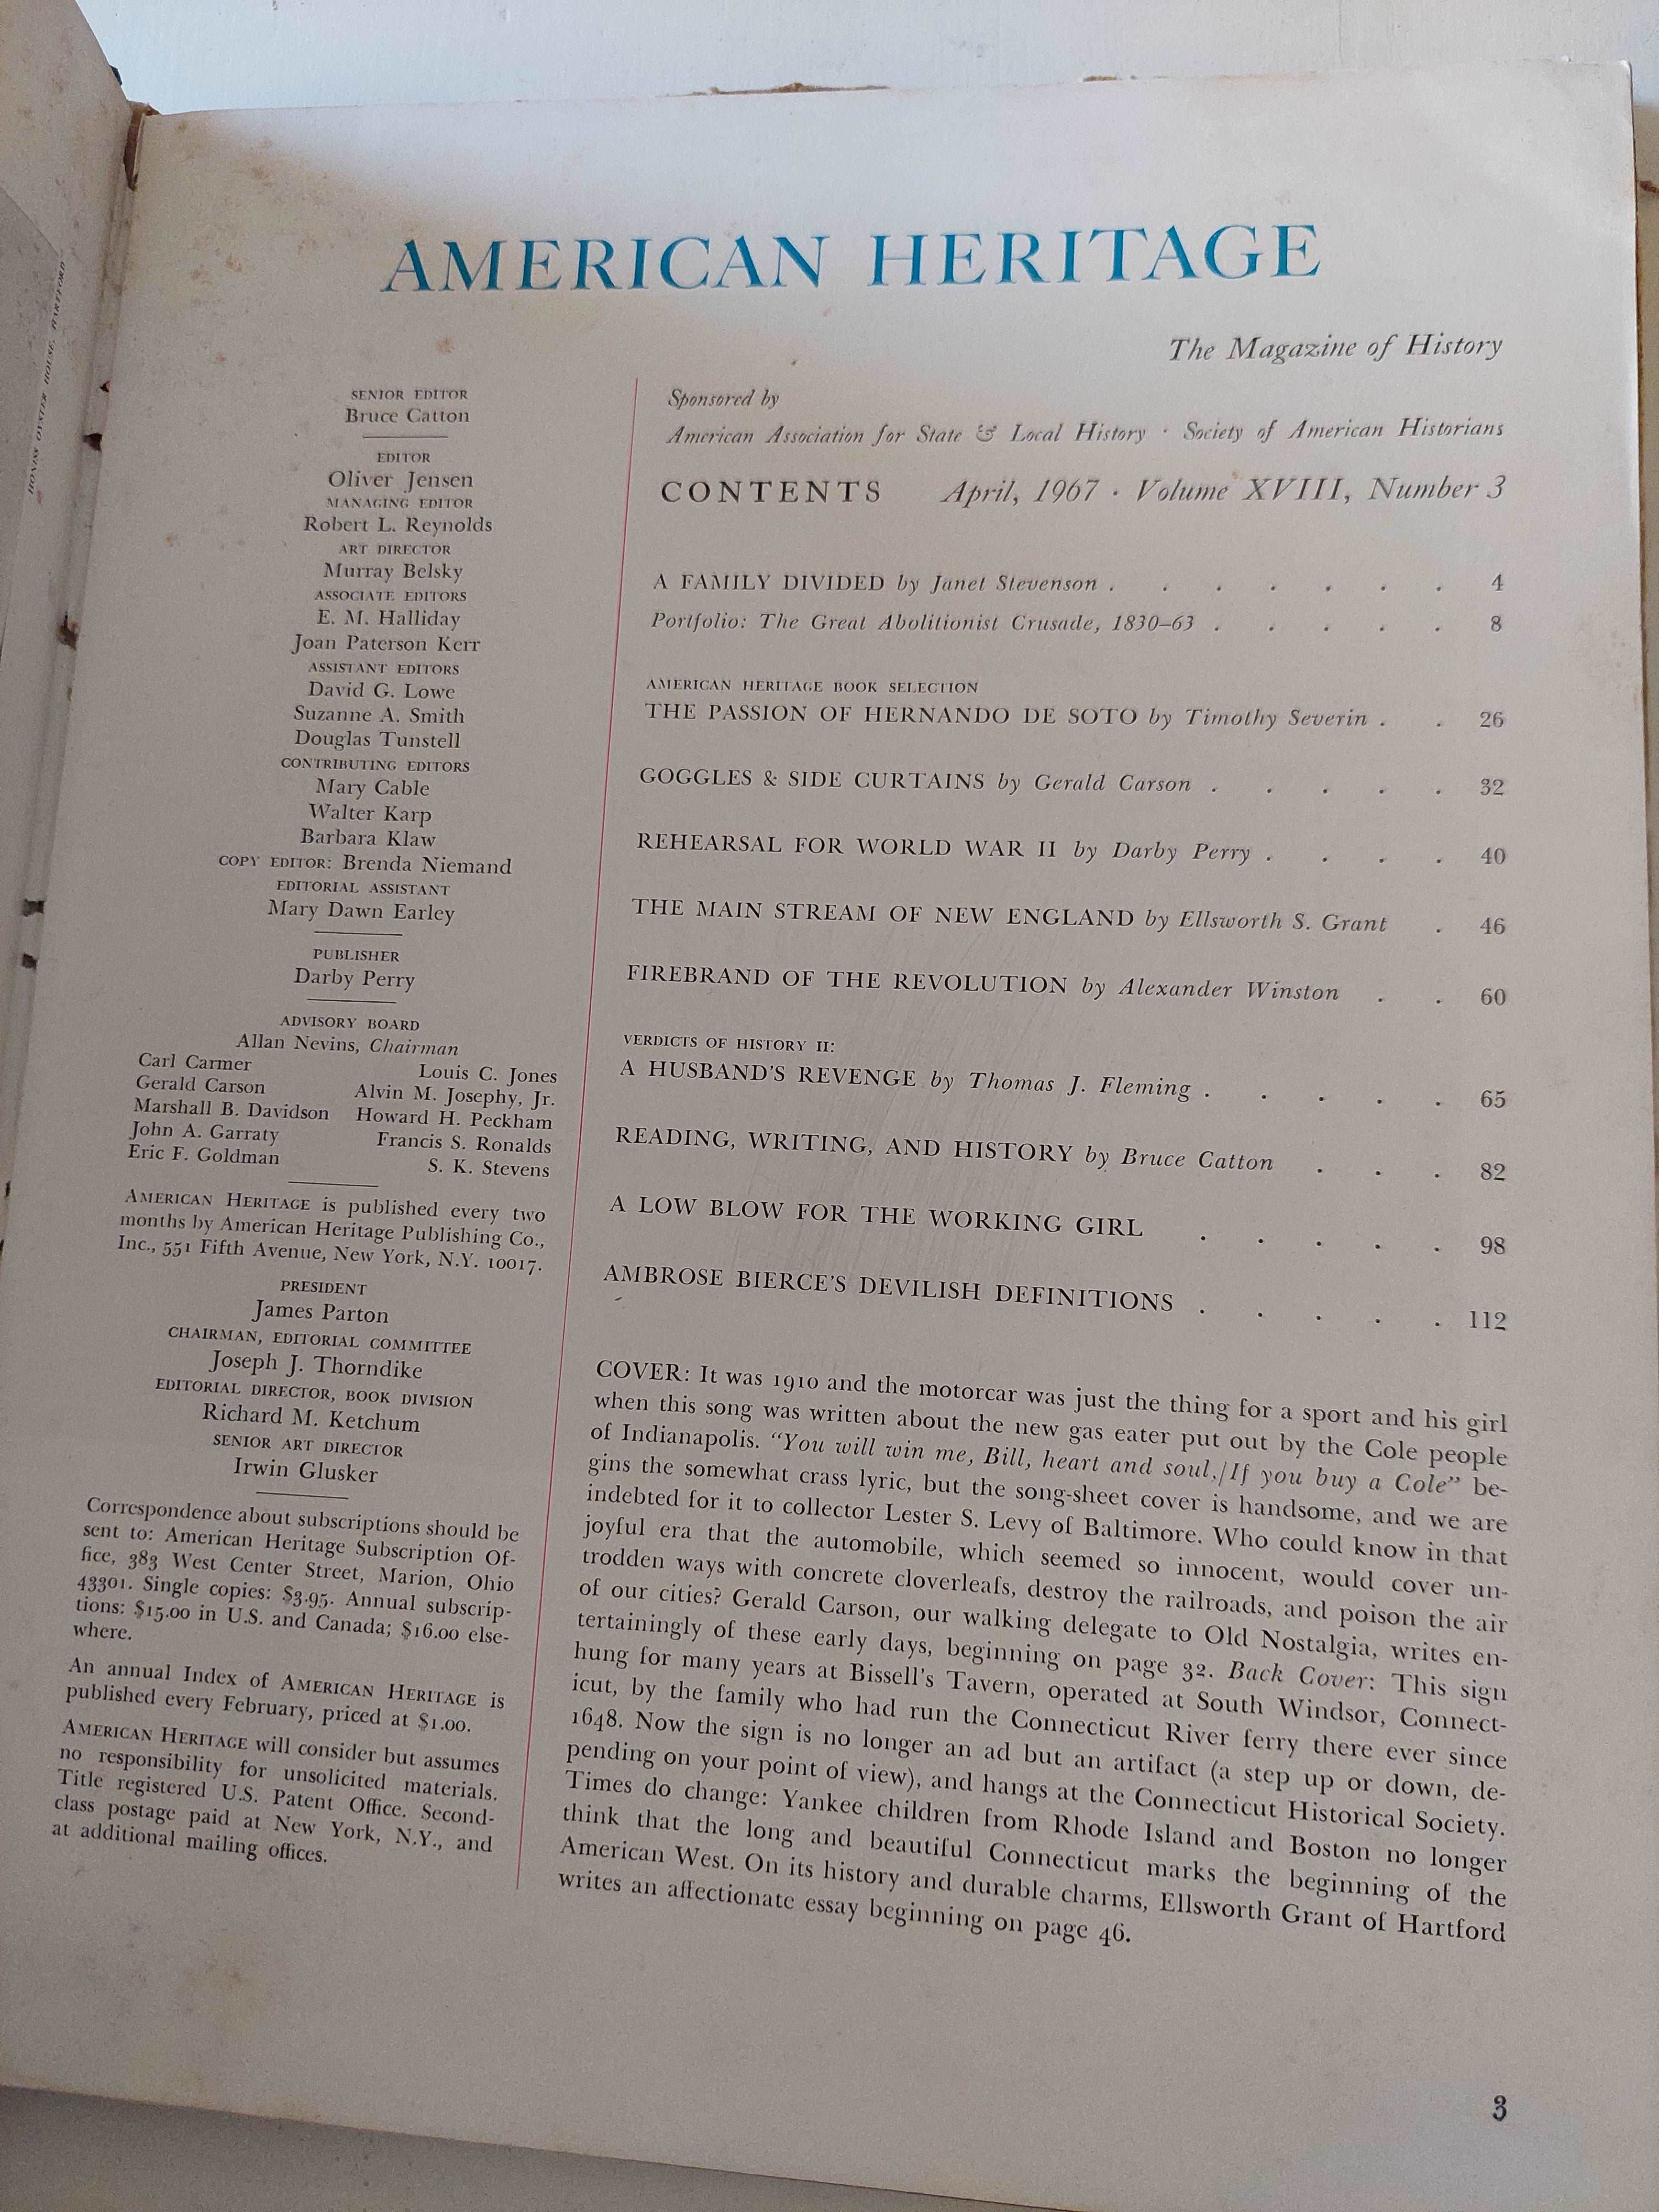 HONISS OYSTER HOUSE, HARTFORD
AMERICAN HERITAGE
The Magazine of History
SENIOR EDITOR
Bruce Catton
EDITOR
Oliver Jensen
MANAGING EDITOR
Robert L. Reynolds
ART DIRECTOR
Murray Belsky
ASSOCIATE EDITORS
E. M. Halliday
Joan Paterson Kerr
ASSISTANT EDITORS
David G. Lowe
Suzanne A. Smith
Douglas Tunstell
CONTRIBUTING EDITORS
Mary Cable
Walter Karp
Barbara Klaw
COPY EDITOR: Brenda Niemand
EDITORIAL ASSISTANT
Mary Dawn Earley
PUBLISHER
Darby Perry
ADVISORY BOARD
Allan Nevins, Chairman
Carl Carmer Louis C. Jones
Gerald Carson Alvin M. Josephy, Jr.
Marshall B. Davidson Howard H. Peckham
John A. Garraty Francis S. Ronalds
Eric F. Goldman S. K. Stevens
AMERICAN HERITAGE is published every two
months by American Heritage Publishing Co.,
Inc., 551 Fifth Avenue, New York, N.Y. 10017.
PRESIDENT
James Parton
CHAIRMAN, EDITORIAL COMMITTEE
Joseph J. Thorndike
EDITORIAL DIRECTOR, BOOK DIVISION
Richard M. Ketchum
SENIOR ART DIRECTOR
Irwin Glusker
Correspondence about subscriptions should be
sent to: American Heritage Subscription Of-
fice, 383 West Center Street, Marion, Ohio
43301. Single copies: $3.95. Annual subscrip-
tions: $15.00 in U.S. and Canada; $16.00 else-
where.
An annual Index of AMERICAN HERITAGE is
published every February, priced at $1.00.
AMERICAN HERITAGE will consider but assumes
no responsibility for unsolicited materials.
Title registered U.S. Patent Office. Second-
class postage paid at New York, N.Y., and
at additional mailing offices.
Sponsored by
American Association for State & Local History · Society of American Historians
CONTENTS April, 1967 · Volume XVIII, Number 3
A FAMILY DIVIDED by Janet Stevenson . . . . . . . 4
Portfolio: The Great Abolitionist Crusade, 1830–63 . . . . . 8
AMERICAN HERITAGE BOOK SELECTION
THE PASSION OF HERNANDO DE SOTO by Timothy Severin . . 26
GOGGLES & SIDE CURTAINS by Gerald Carson . . . . . 32
REHEARSAL FOR WORLD WAR II by Darby Perry . . . . 40
THE MAIN STREAM OF NEW ENGLAND by Ellsworth S. Grant . 46
FIREBRAND OF THE REVOLUTION by Alexander Winston . . 60
VERDICTS OF HISTORY II:
A HUSBAND'S REVENGE by Thomas J. Fleming . . . . . 65
READING, WRITING, AND HISTORY by Bruce Catton . . . 82
A LOW BLOW FOR THE WORKING GIRL . . . . . 98
AMBROSE BIERCE'S DEVILISH DEFINITIONS . . . . . 112
COVER: It was 1910 and the motorcar was just the thing for a sport and his girl
when this song was written about the new gas eater put out by the Cole people
of Indianapolis. “You will win me, Bill, heart and soul,/If you buy a Cole” be-
gins the somewhat crass lyric, but the song-sheet cover is handsome, and we are
indebted for it to collector Lester S. Levy of Baltimore. Who could know in that
joyful era that the automobile, which seemed so innocent, would cover un-
trodden ways with concrete cloverleafs, destroy the railroads, and poison the air
of our cities? Gerald Carson, our walking delegate to Old Nostalgia, writes en-
tertainingly of these early days, beginning on page 32. Back Cover: This sign
hung for many years at Bissell's Tavern, operated at South Windsor, Connect-
icut, by the family who had run the Connecticut River ferry there ever since
1648. Now the sign is no longer an ad but an artifact (a step up or down, de-
pending on your point of view), and hangs at the Connecticut Historical Society.
Times do change: Yankee children from Rhode Island and Boston no longer
think that the long and beautiful Connecticut marks the beginning of the
American West. On its history and durable charms, Ellsworth Grant of Hartford
writes an affectionate essay beginning on page 46.
3